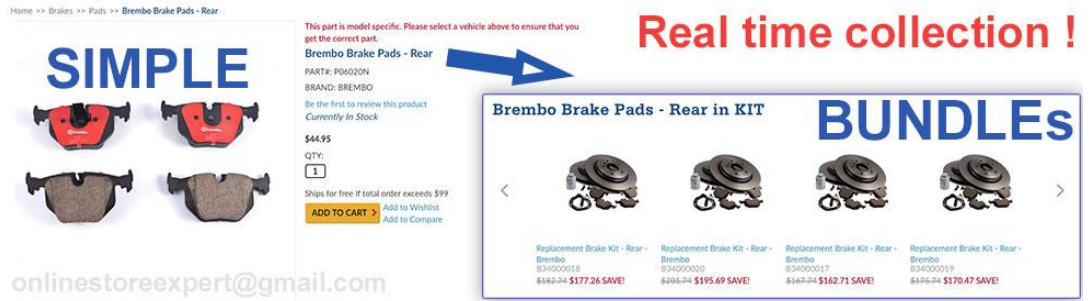 Home >> Brakes >> Pads >> Brembo Brake Pads - Rear
SIMPLE
This part is model specific. Please select a vehicle above to ensure that you
get the correct part.
Brembo Brake Pads - Rear
PART#: P06020N
BRAND: BREMBO
Be the first to review this product
Currently In Stock
$44.95
QTY:
1
Ships for free if total order exceeds $99
ADD TO CART
Add to Wishlist
Add to Compare
onlinestoreexpert@gmail.com
Real time collection !
Brembo Brake Pads - Rear in KIT
BUNDLEs
Replacement Brake Kit - Rear -
Brembo
B34000018
$182.74 $177.26 SAVE!
Replacement Brake Kit - Rear -
Brembo
B34000020
$201.74 $195.69 SAVE!
Replacement Brake Kit - Rear -
Brembo
B34000017
$167.74 $162.71 SAVE!
Replacement Brake Kit - Rear -
Brembo
B34000019
$175.74 $170.47 SAVE!